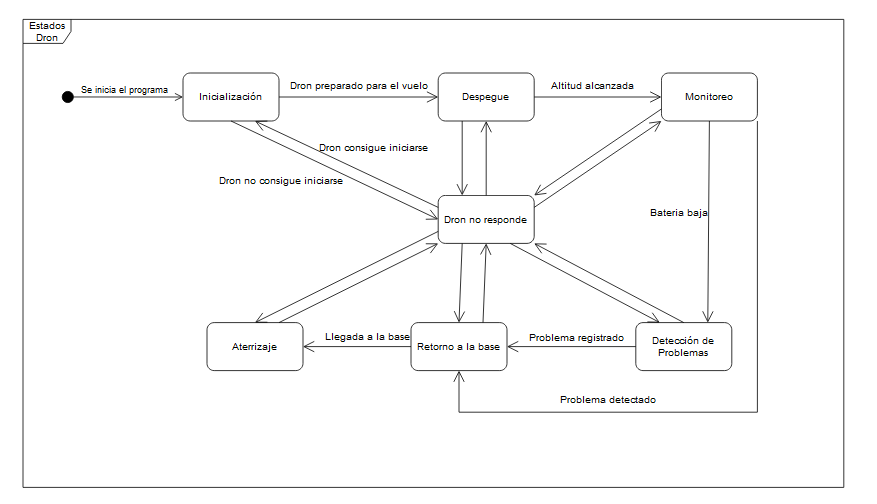 Estados
Dron
Se inicia el programa
Inicialización
Dron preparado para el vuelo
Despegue
Altitud alcanzada
Monitoreo
Dron consigue iniciarse
Dron no consigue iniciarse
Dron no responde
Bateria baja
Aterrizaje
Llegada a la base
Retorno a la base
Problema registrado
Detección de
Problemas
Problema detectado